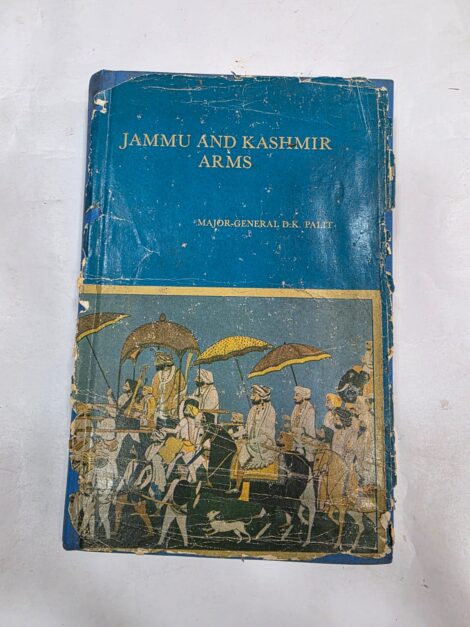 JAMMU AND KASHMIR
ARMS
MAJOR-GENERAL D.K. PALIT